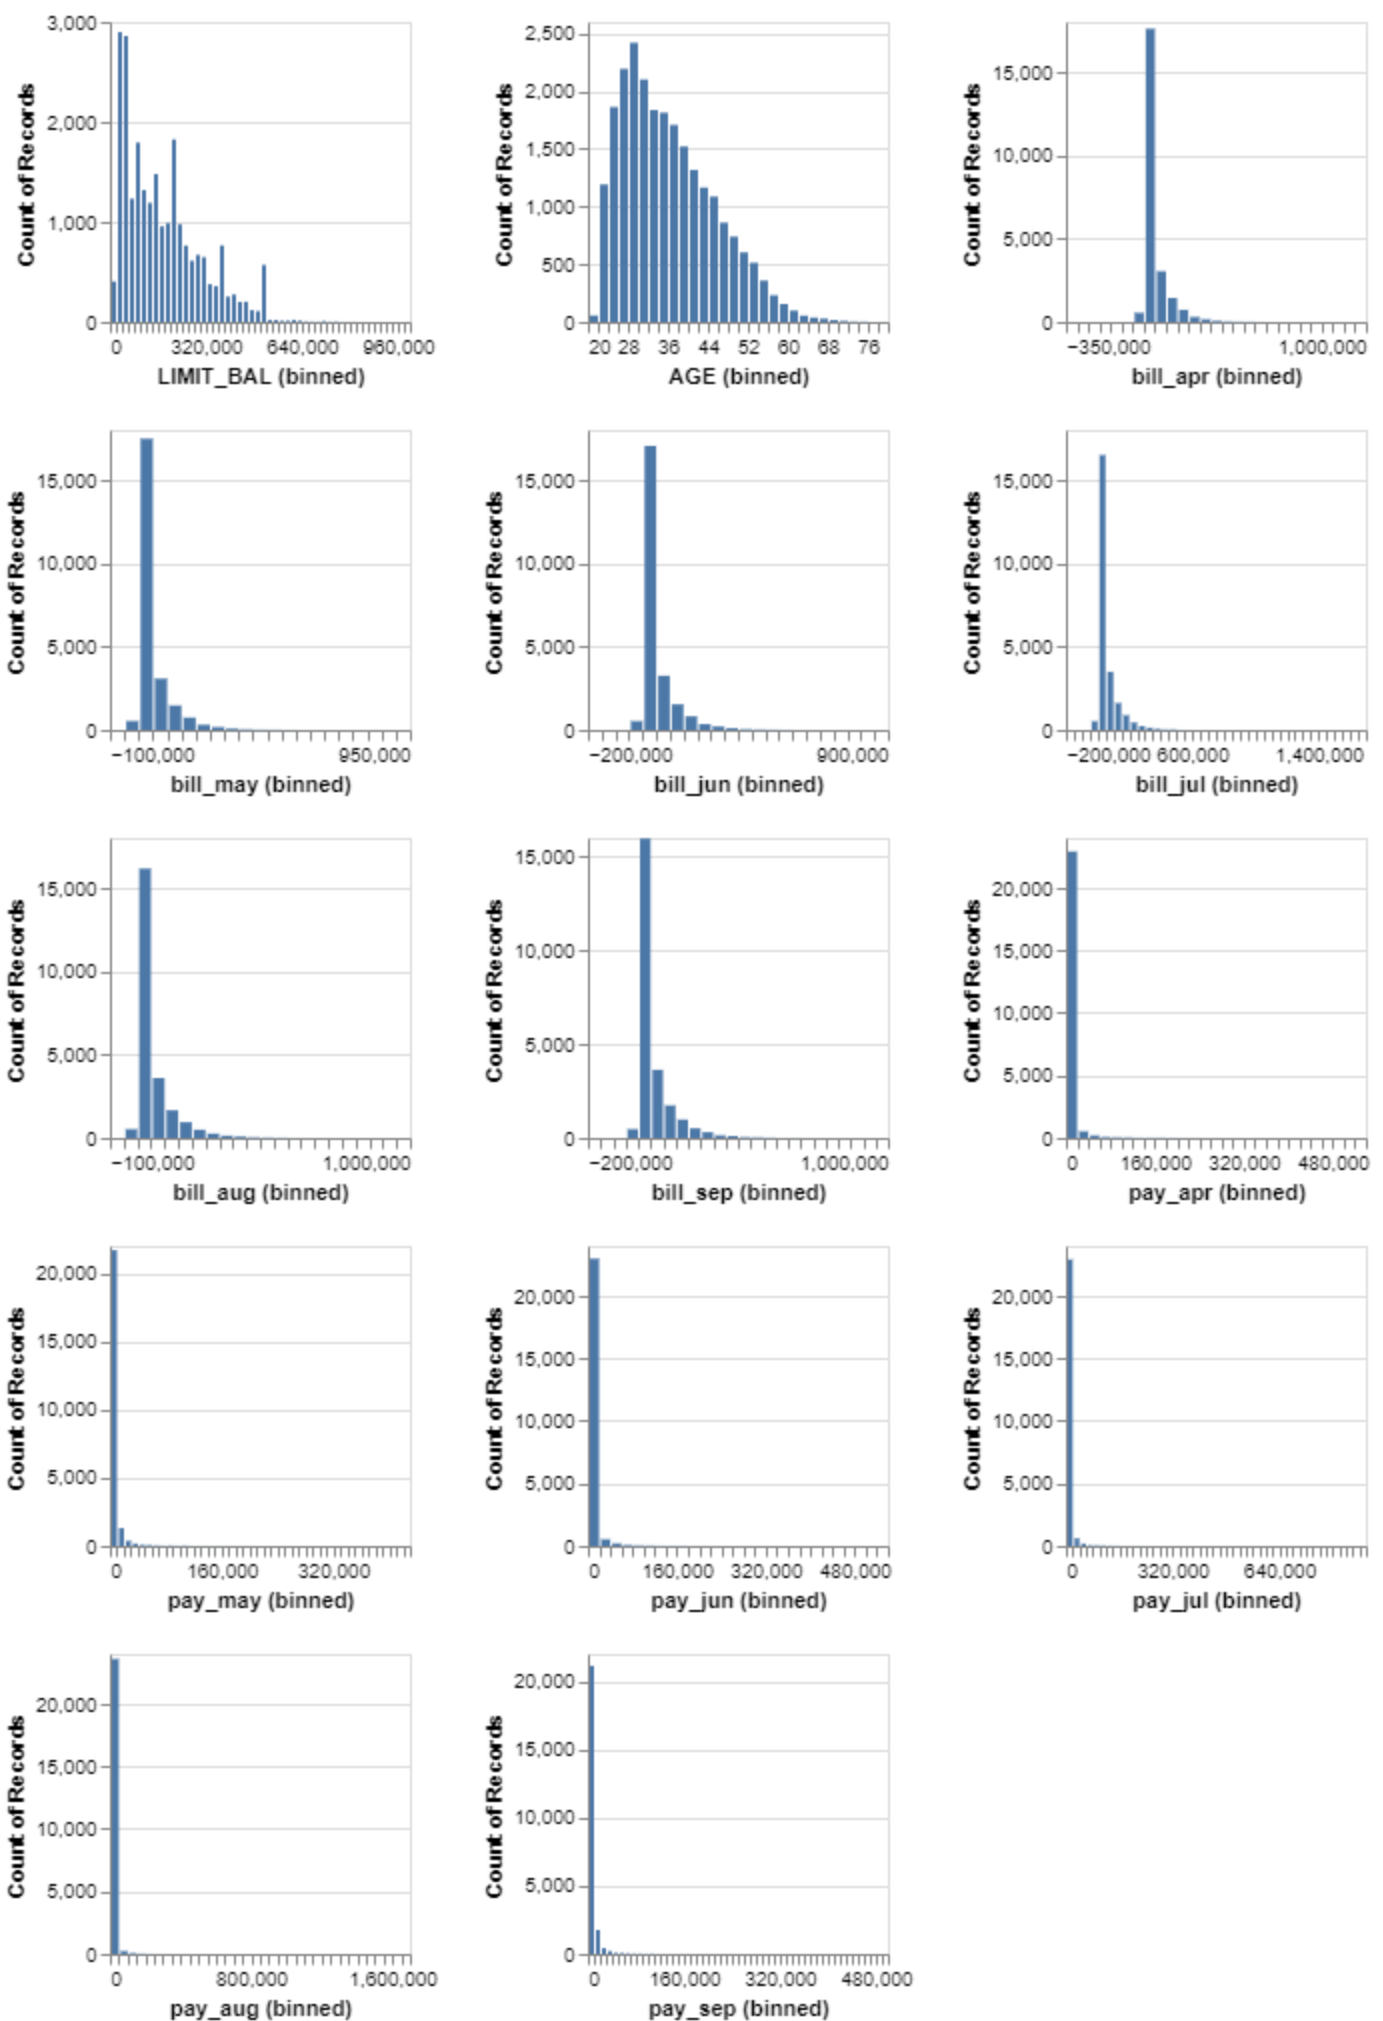 3,000
2,000
1,000
0
Count of Records
0 320,000 640,000 960,000
LIMIT_BAL (binned)
2,500
2,000
1,500
1,000
500
0
Count of Records
20 28 36 44 52 60 68 76
AGE (binned)
15,000
10,000
5,000
0
Count of Records
−350,000 1,000,000
bill_apr (binned)
15,000
10,000
5,000
0
Count of Records
−100,000 950,000
bill_may (binned)
15,000
10,000
5,000
0
Count of Records
−200,000 900,000
bill_jun (binned)
15,000
10,000
5,000
0
Count of Records
−200,000 600,000 1,400,000
bill_jul (binned)
15,000
10,000
5,000
0
Count of Records
−100,000 1,000,000
bill_aug (binned)
15,000
10,000
5,000
0
Count of Records
−200,000 1,000,000
bill_sep (binned)
20,000
15,000
10,000
5,000
0
Count of Records
0 160,000 320,000 480,000
pay_apr (binned)
20,000
15,000
10,000
5,000
0
Count of Records
0 160,000 320,000
pay_may (binned)
20,000
15,000
10,000
5,000
0
Count of Records
0 160,000 320,000 480,000
pay_jun (binned)
20,000
15,000
10,000
5,000
0
Count of Records
0 320,000 640,000
pay_jul (binned)
20,000
15,000
10,000
5,000
0
Count of Records
0 800,000 1,600,000
pay_aug (binned)
20,000
15,000
10,000
5,000
0
Count of Records
0 160,000 320,000 480,000
pay_sep (binned)